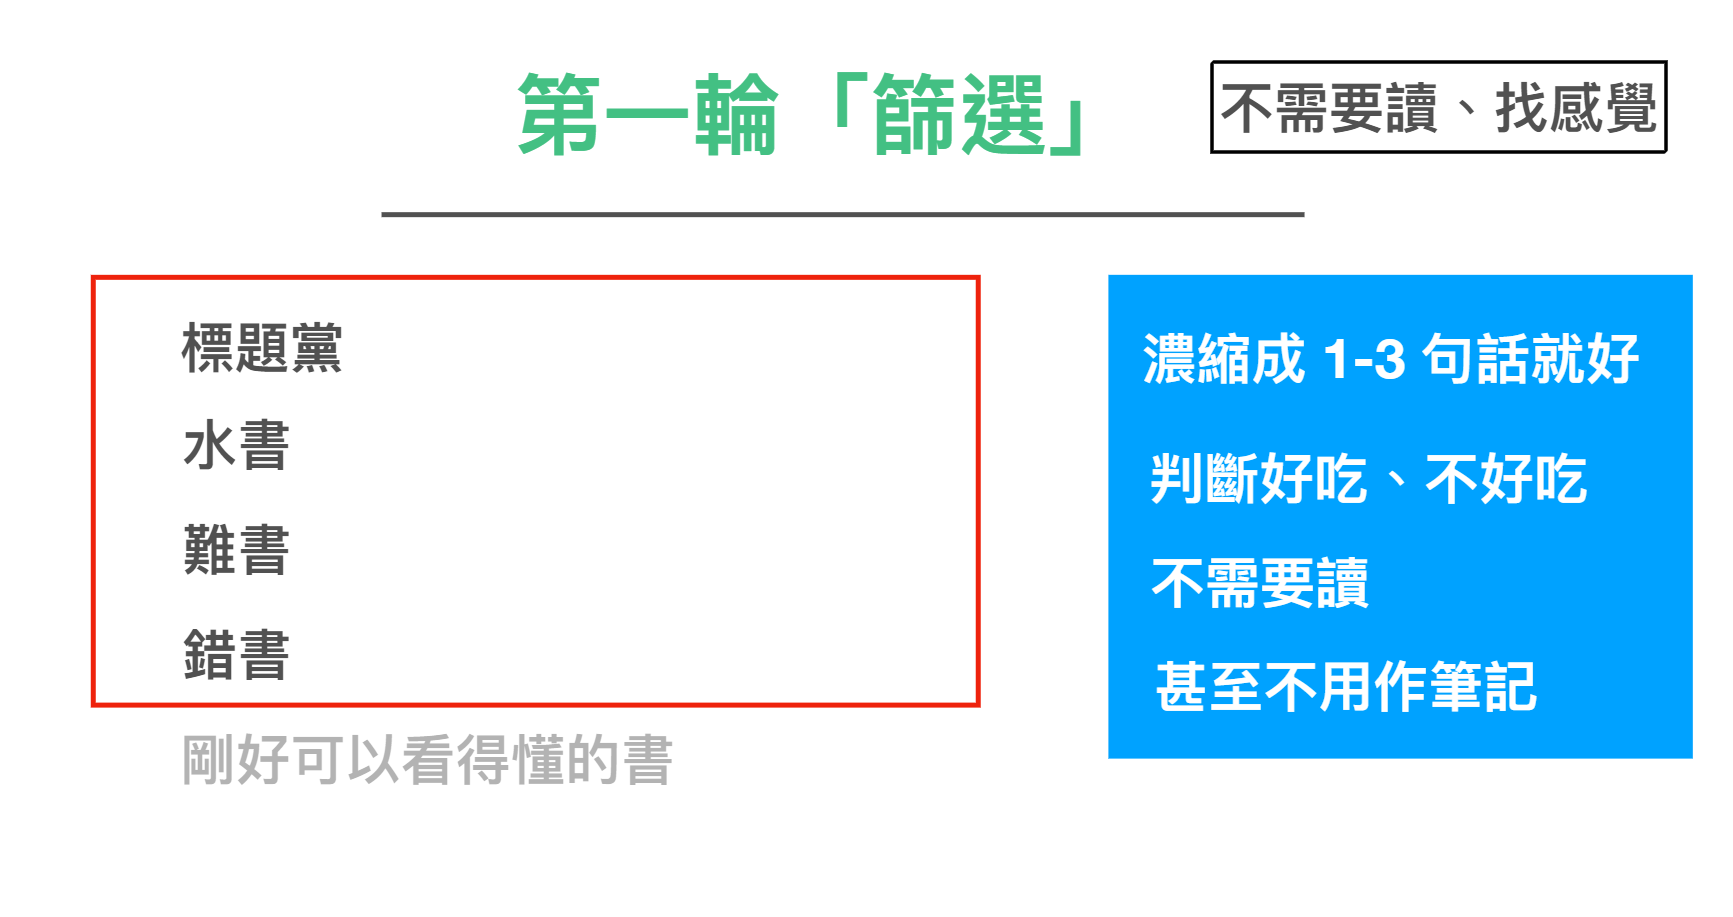 第一輪「篩選」
不需要讀、找感覺
標題黨
水書
難書
錯書
剛好可以看得懂的書
濃縮成 1-3 句話就好
判斷好吃、不好吃
不需要讀
甚至不用作筆記